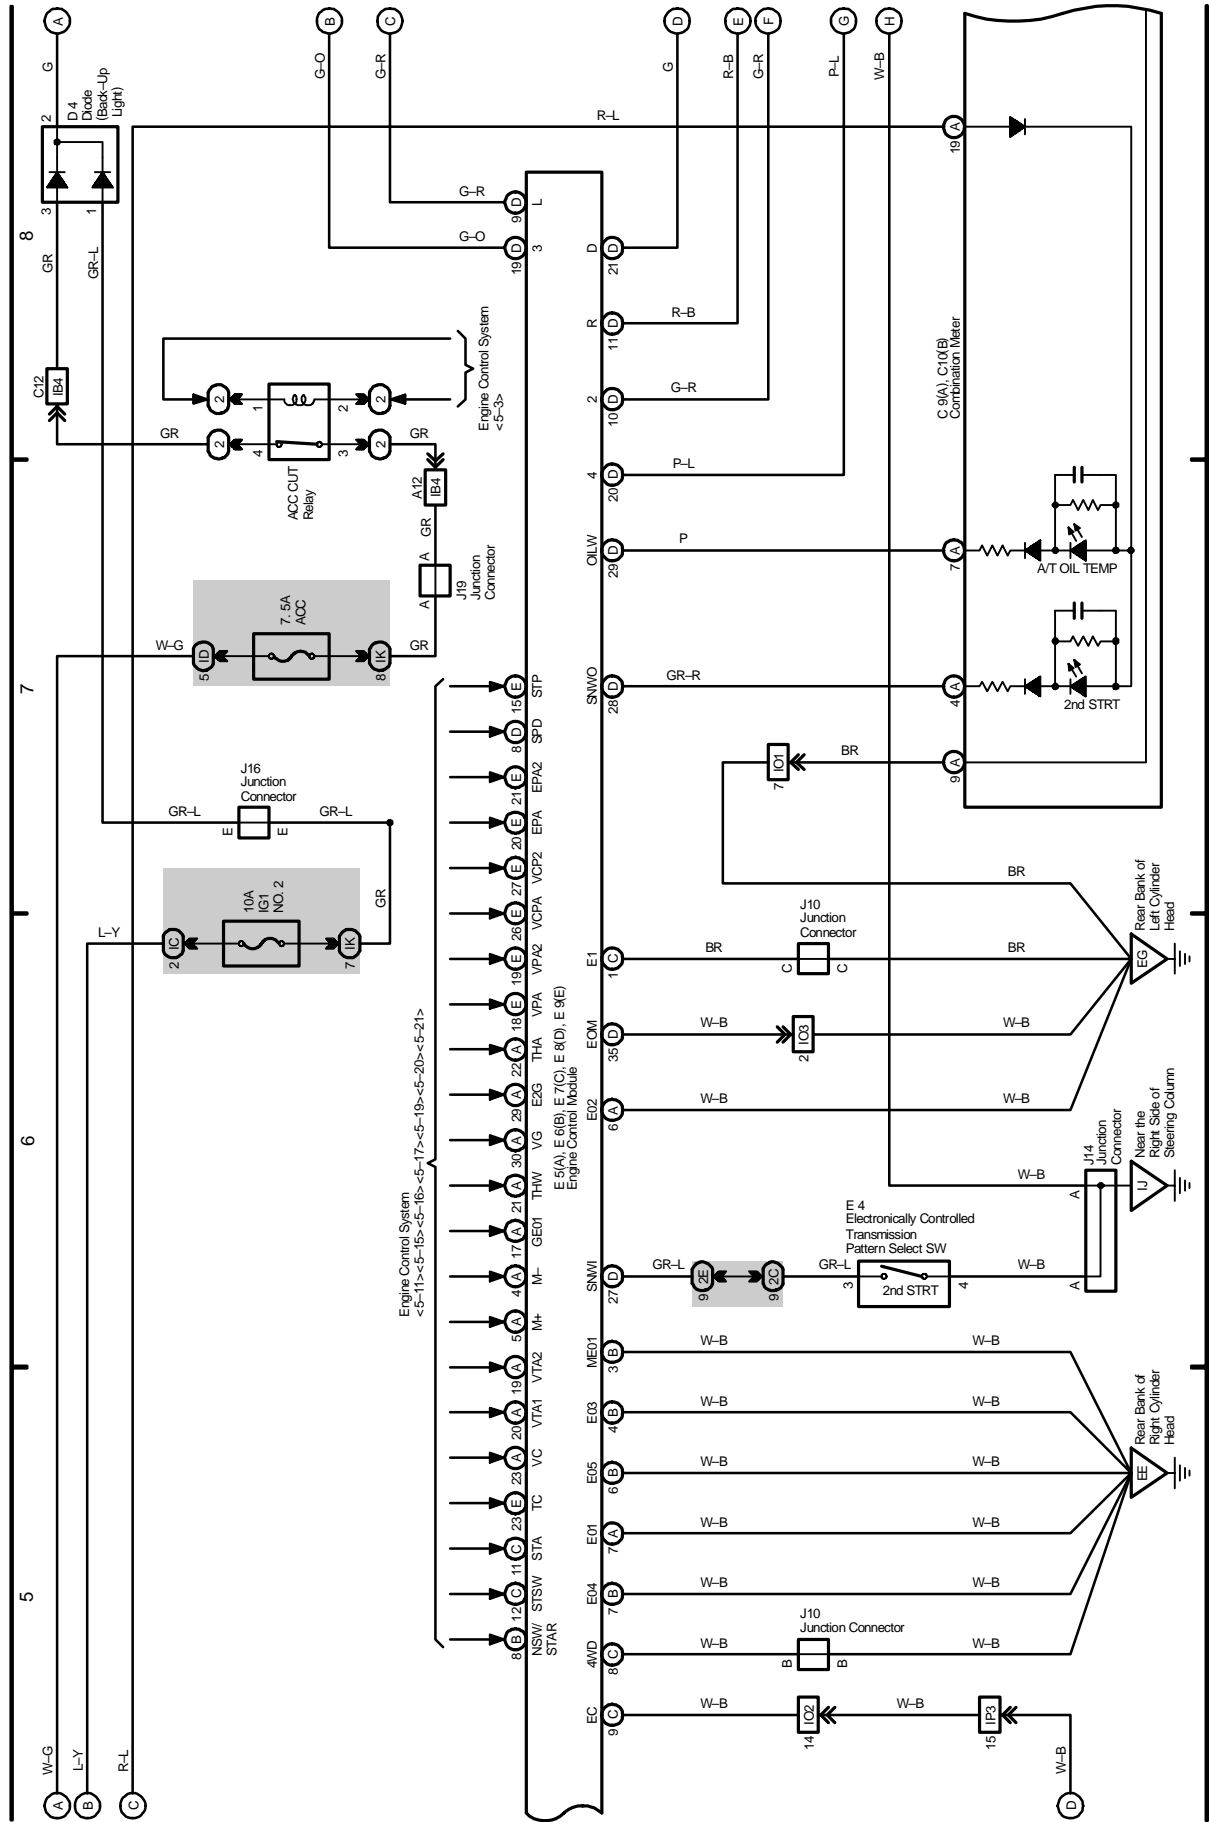 A
B
C
D
E
F
G
H
G
G–O
G–R
G
R–B
G–R
P–L
W–B
2
D 4
Diode
(Back–Up
Light)
3
1
8
GR
GR–L
R–L
19 A
G–R
9 D
L
G–O
19 D
3
D
21 D
R
11 D
R–B
2
10 D
G–R
4
20 D
P–L
Engine Control System
<5–3>
C12
IB4
2
1
2
2
GR
2
4
3
2
GR
ACC CUT
Relay
A12
IB4
GR
A
A
J19
Junction
Connector
C 9(A), C10(B)
Combination Meter
OILW
29 D
P
7 A
A/T OIL TEMP
7
W–G
5 ID
7. 5A
ACC
8 IK
GR
SNWO
28 D
GR–R
4 A
2nd STRT
IO1
7
BR
9 A
15 E
STP
8 D
SPD
21 E
EPA2
20 E
EPA
27 E
VCP2
26 E
VCPA
19 E
VPA2
18 E
VPA
22 A
THA
29 A
E2G
30 A
VG
21 A
THW
17 A
GE01
4 A
M–
5 A
M+
19 A
VTA2
20 A
VTA1
23 A
VC
23 E
TC
11 C
STA
12 C
STSW
8 B
NSW/
STAR
J16
Junction
Connector
GR–L
E
E
GR–L
L–Y
2 IC
10A
IG1
NO. 2
7 IK
GR
Engine Control System
<5–11><5–15><5–16><5–17><5–19><5–20><5–21>
E 5(A), E 6(B), E 7(C), E 8(D), E 9(E)
Engine Control Module
BR
J10
Junction
Connector
E1
1 C
BR
C
C
BR
EG
Rear Bank of
Left Cylinder
Head
EOM
35 D
W–B
2
IO3
W–B
E02
6 A
W–B
W–B
6
W–B
A
J14
Junction
Connector
IJ
Near the
Right Side of
Steering Column
E 4
Electronically Controlled
Transmission
Pattern Select SW
SNWI
27 D
GR–L
9 2E
9 2C
GR–L
3
2nd STRT
4
W–B
A
ME01
3 B
W–B
W–B
E03
4 B
W–B
W–B
E05
6 B
W–B
W–B
EE
Rear Bank of
Right Cylinder
Head
E01
7 A
W–B
W–B
E04
7 B
W–B
W–B
5
J10
Junction Connector
4WD
8 C
W–B
B
B
W–B
EC
9 C
W–B
14
IO2
W–B
15
IP3
W–B
W–G
L–Y
R–L
A
B
C
D